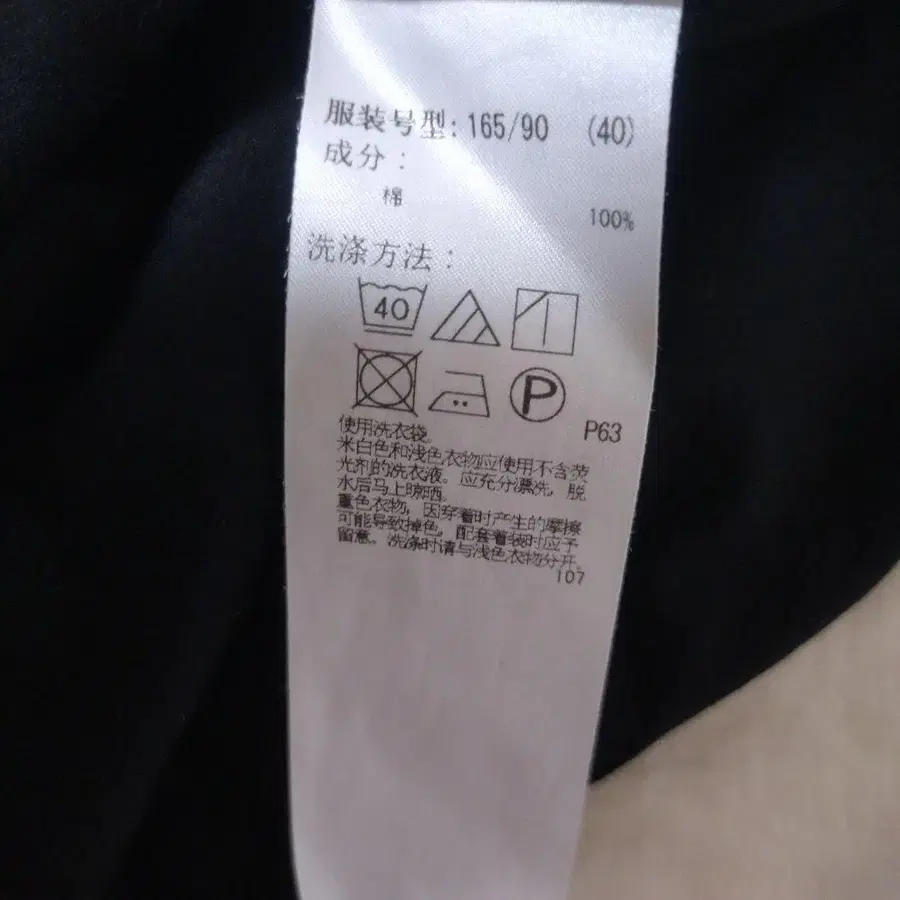 服装号型: 165/90 (40)
成分:
棉
100%
洗涤方法:
40
P
P63
使用洗衣袋。
米白色和浅色衣物应使用不含荧
光剂的洗衣液。应充分漂洗，脱
水后马上晾晒。
重色衣物，因穿着时产生的摩擦
可能导致掉色，配套着装时应予
留意。洗涤时请与浅色衣物分开。
107